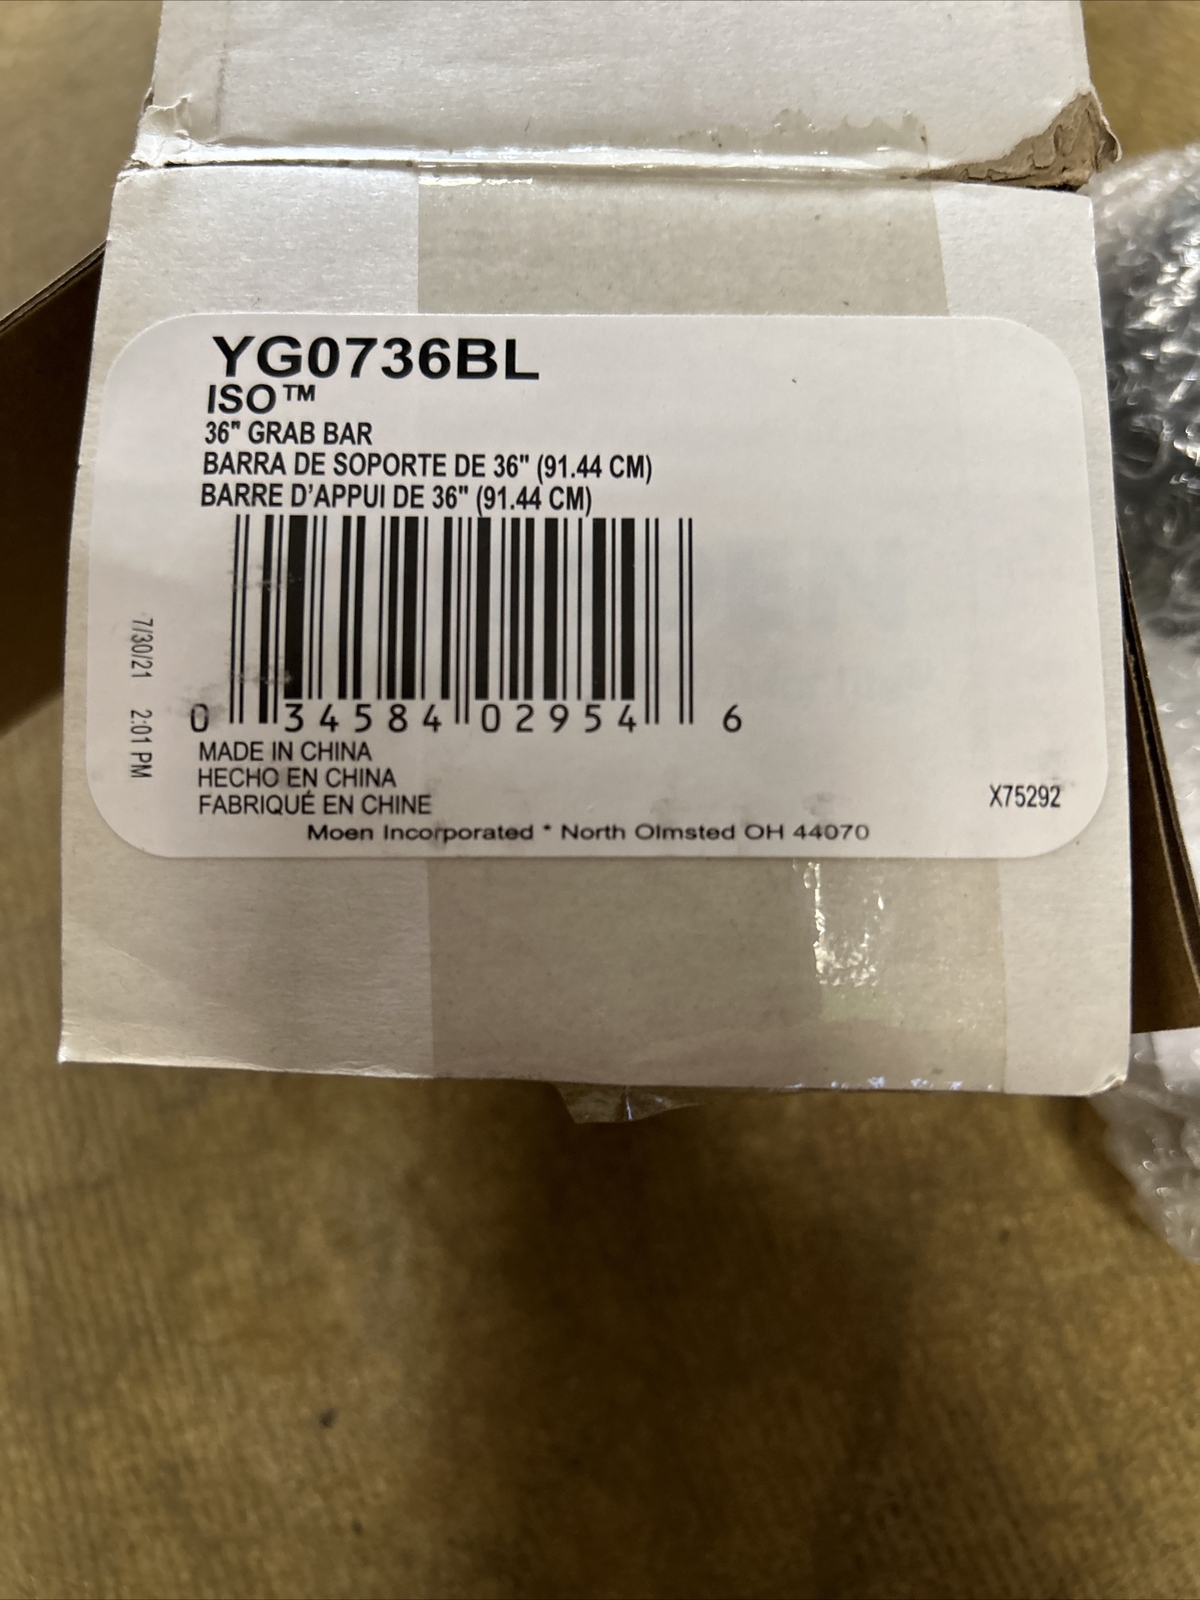 YG0736BL
ISO™
36" GRAB BAR
BARRA DE SOPORTE DE 36" (91.44 CM)
BARRE D'APPUI DE 36" (91.44 CM)
7/30/21 2:01 PM
0 34584 02954 6
MADE IN CHINA
HECHO EN CHINA
FABRIQUÉ EN CHINE
X75292
Moen Incorporated * North Olmsted OH 44070